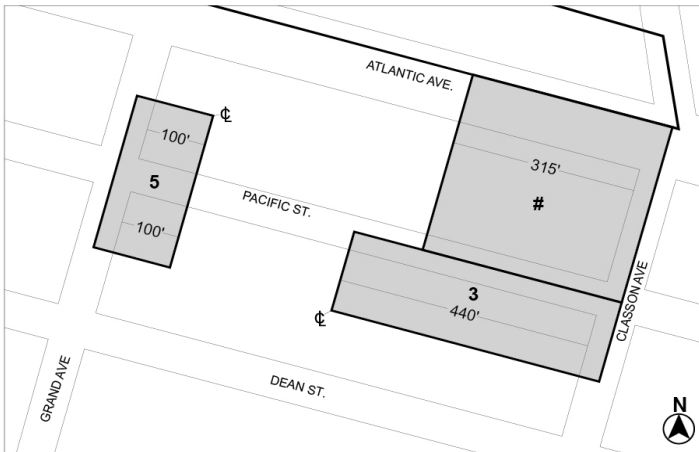 ATLANTIC AVE.
℄
100'
5
100'
315'
#
PACIFIC ST.
3
440'
℄
CLASSON AVE
GRAND AVE
DEAN ST.
N